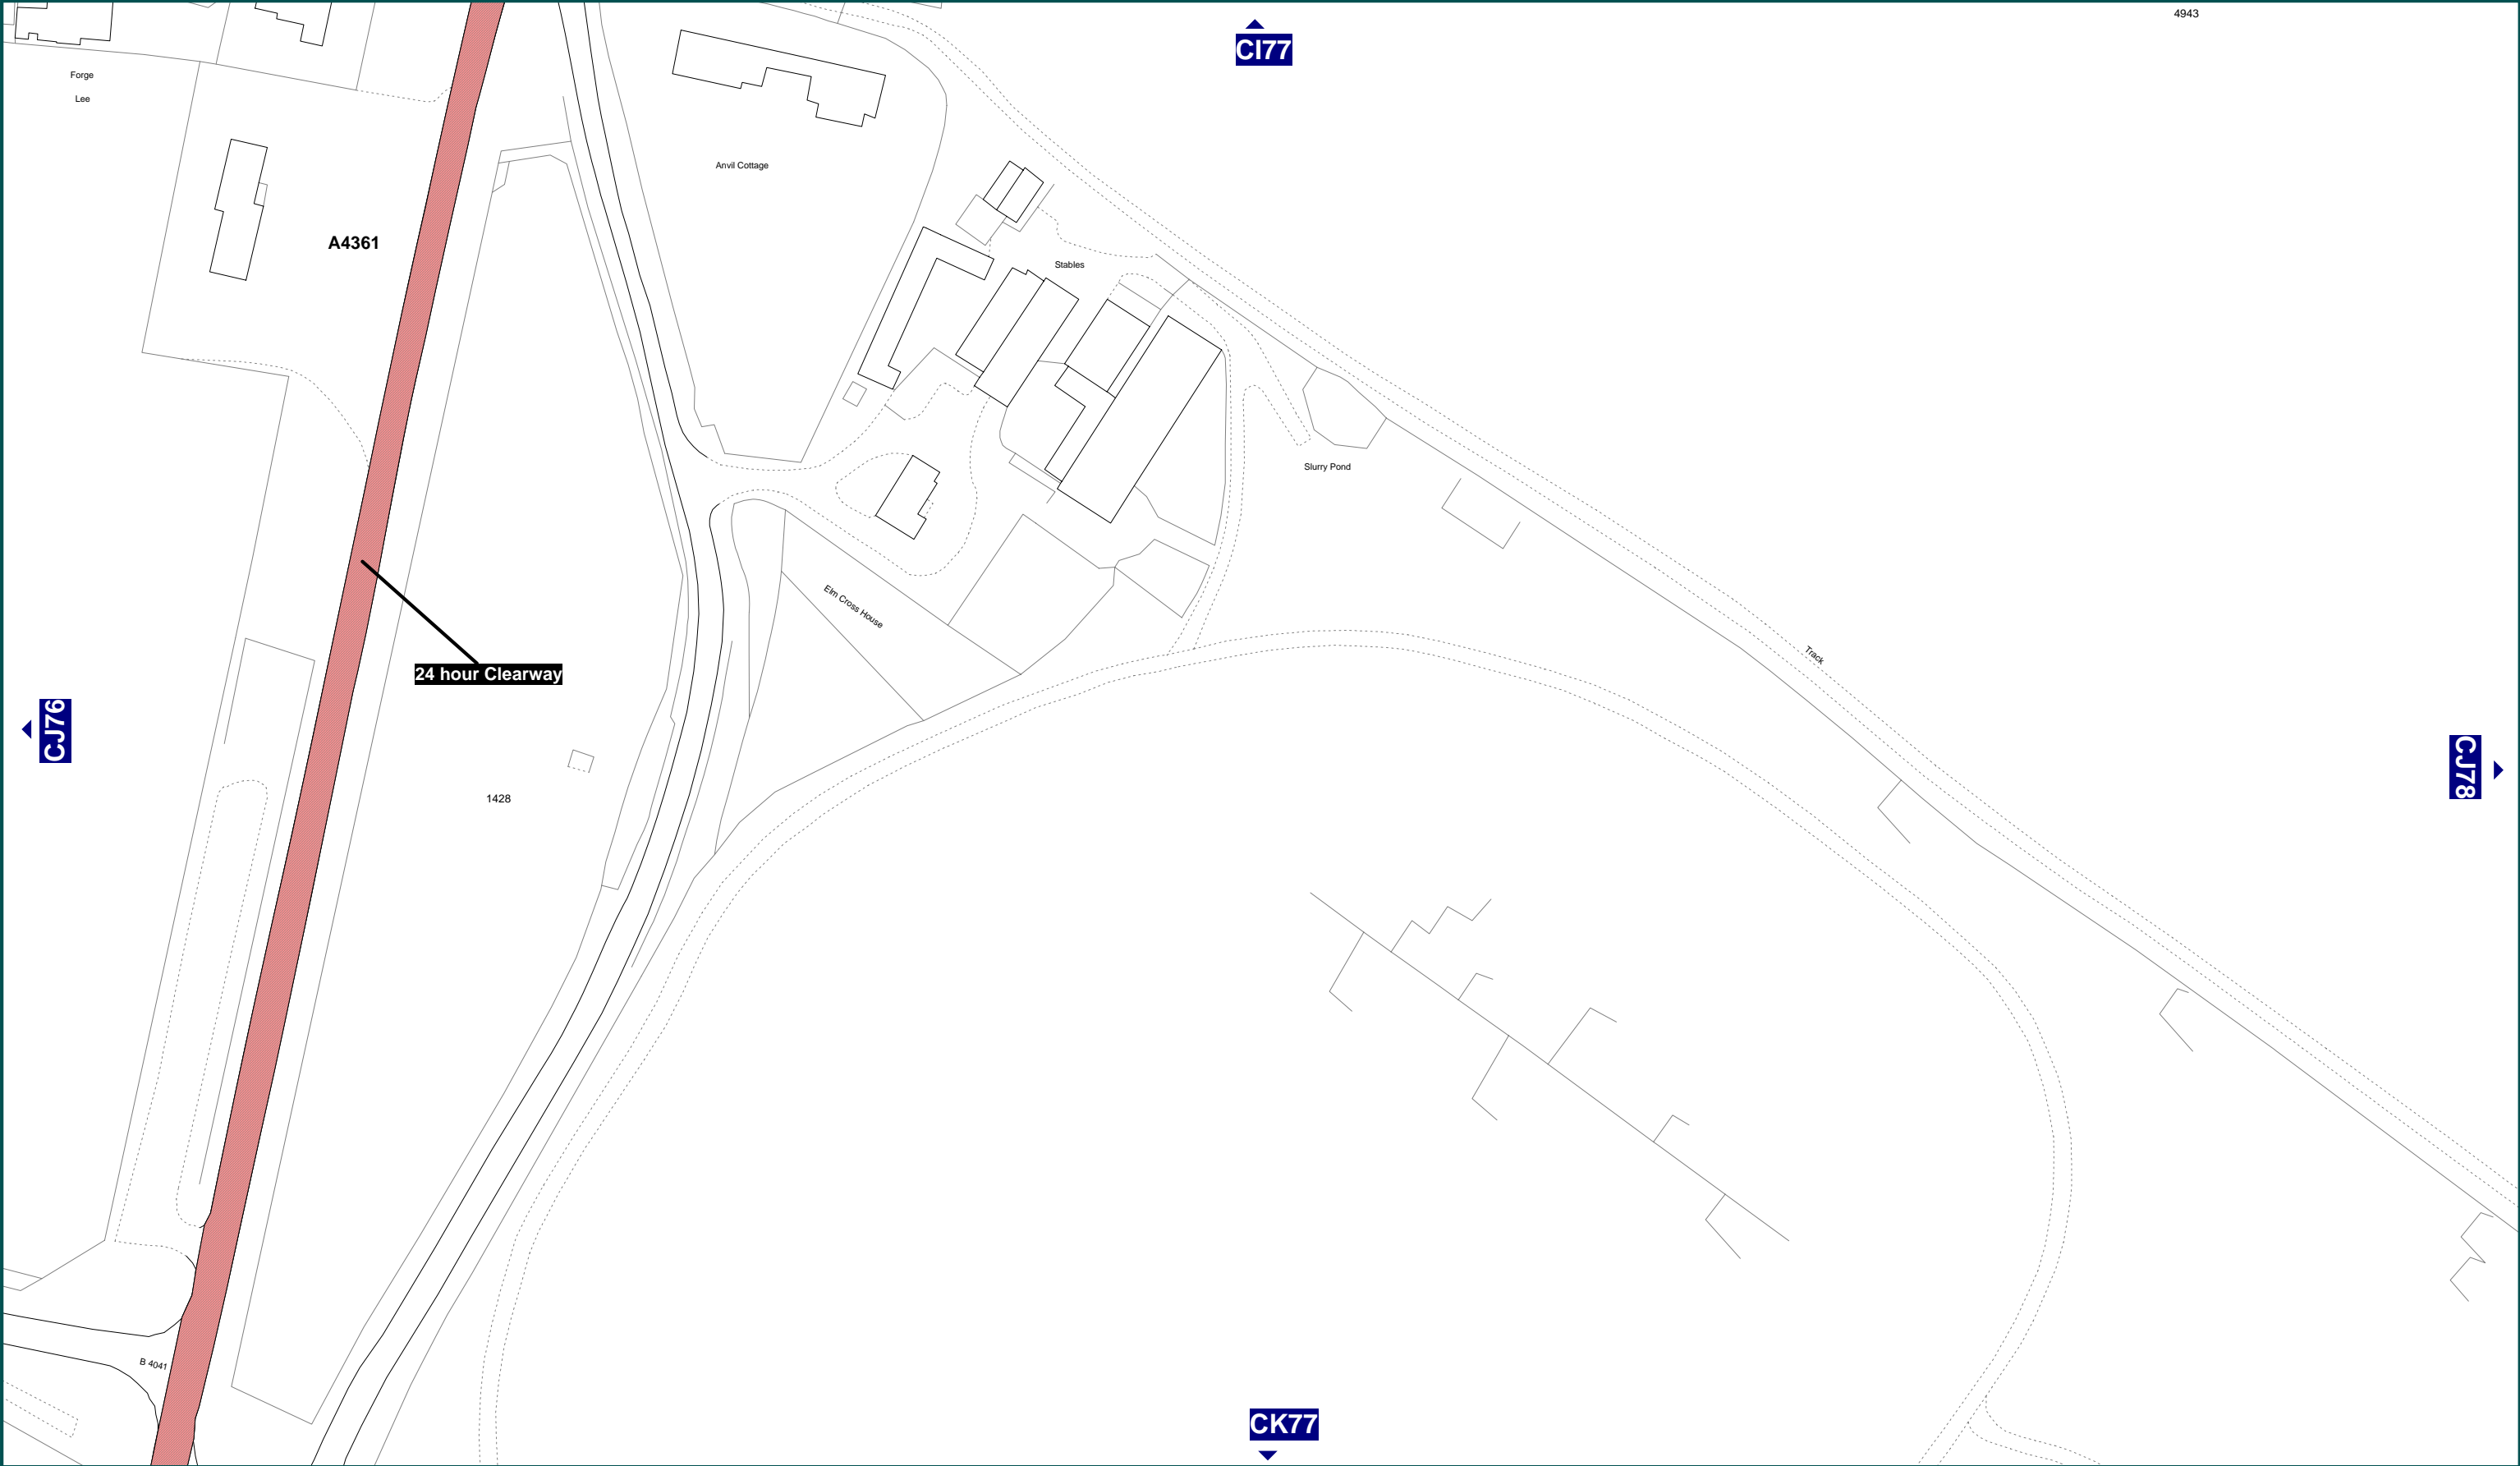 4943
CI77
Forge
Lee
Anvil Cottage
A4361
Stables
Slurry Pond
Elm Cross House
Track
24 hour Clearway
CJ76
CJ78
1428
B 4041
CK77